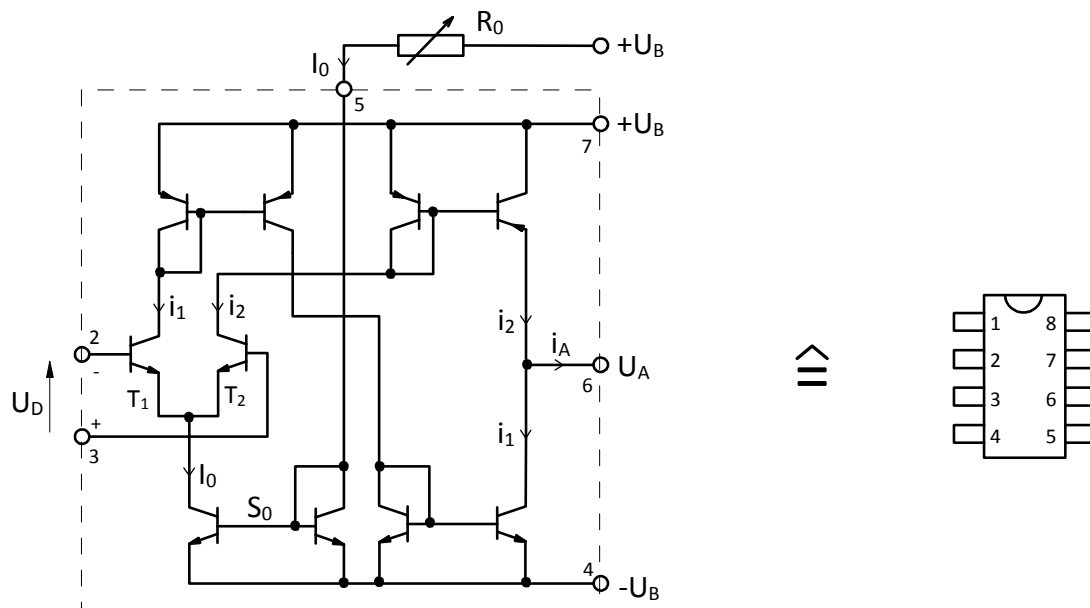 R₀
+U_B
I₀
5
+U_B
7
i₁
i₂
2
-
i₂
i_A
U_A
6
U_D
T₁
T₂
+
3
i₁
I₀
S₀
4
-U_B
≙
1 8
2 7
3 6
4 5